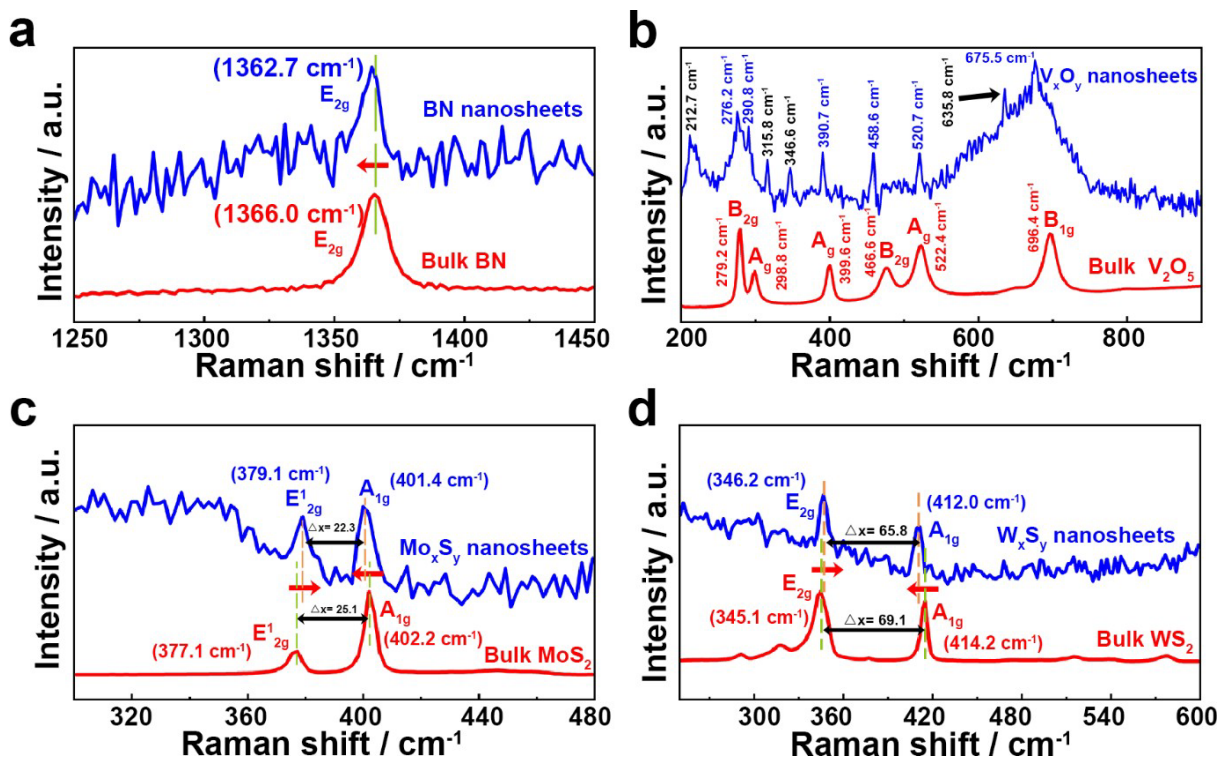 a
(1362.7 cm⁻¹)
E₂g
BN nanosheets
(1366.0 cm⁻¹)
E₂g
Bulk BN
Intensity / a.u.
1250 1300 1350 1400 1450
Raman shift / cm⁻¹
b
212.7 cm⁻¹
276.2 cm⁻¹
290.8 cm⁻¹
315.8 cm⁻¹
346.6 cm⁻¹
390.7 cm⁻¹
458.6 cm⁻¹
520.7 cm⁻¹
635.8 cm⁻¹
675.5 cm⁻¹
VₓOᵧ nanosheets
279.2 cm⁻¹
B₂g
Ag
298.8 cm⁻¹
Ag
399.6 cm⁻¹
466.6 cm⁻¹
B₂g
Ag
522.4 cm⁻¹
696.4 cm⁻¹
B₁g
Bulk V₂O₅
Intensity / a.u.
200 400 600 800
Raman shift / cm⁻¹
c
(379.1 cm⁻¹)
E¹₂g
A₁g
(401.4 cm⁻¹)
△x= 22.3
MoₓSᵧ nanosheets
△x= 25.1
E¹₂g
(377.1 cm⁻¹)
A₁g
(402.2 cm⁻¹)
Bulk MoS₂
Intensity / a.u.
320 360 400 440 480
Raman shift / cm⁻¹
d
(346.2 cm⁻¹)
E₂g
(412.0 cm⁻¹)
A₁g
△x= 65.8
WₓSᵧ nanosheets
E₂g
(345.1 cm⁻¹)
△x= 69.1
A₁g
(414.2 cm⁻¹)
Bulk WS₂
Intensity / a.u.
300 360 420 480 540 600
Raman shift / cm⁻¹